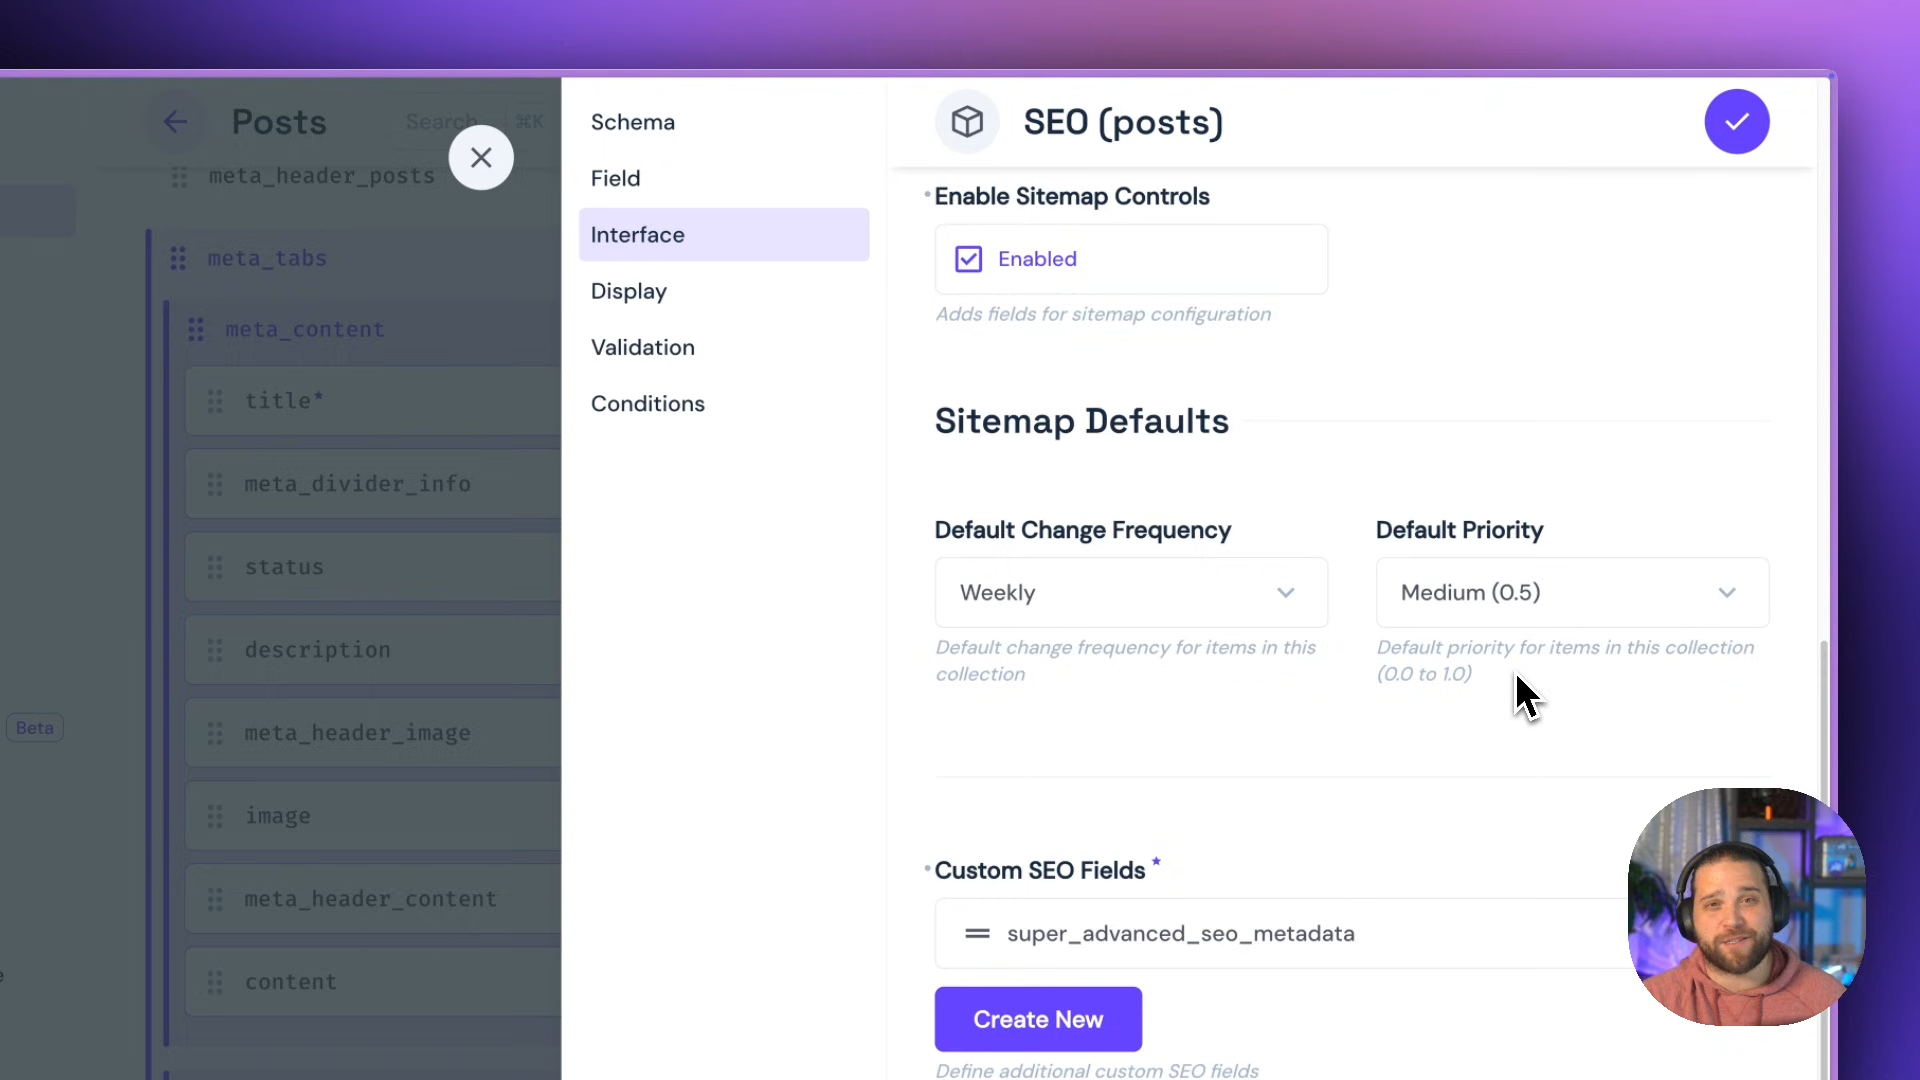 Posts
Search
⌘K
meta_header_posts
meta_tabs
meta_content
title*
meta_divider_info
status
description
meta_header_image
image
meta_header_content
content
Beta
e
Schema
Field
Interface
Display
Validation
Conditions
SEO (posts)
Enable Sitemap Controls
Enabled
Adds fields for sitemap configuration
Sitemap Defaults
Default Change Frequency
Weekly
Default change frequency for items in this
collection
Default Priority
Medium (0.5)
Default priority for items in this collection
(0.0 to 1.0)
Custom SEO Fields *
super_advanced_seo_metadata
Create New
Define additional custom SEO fields